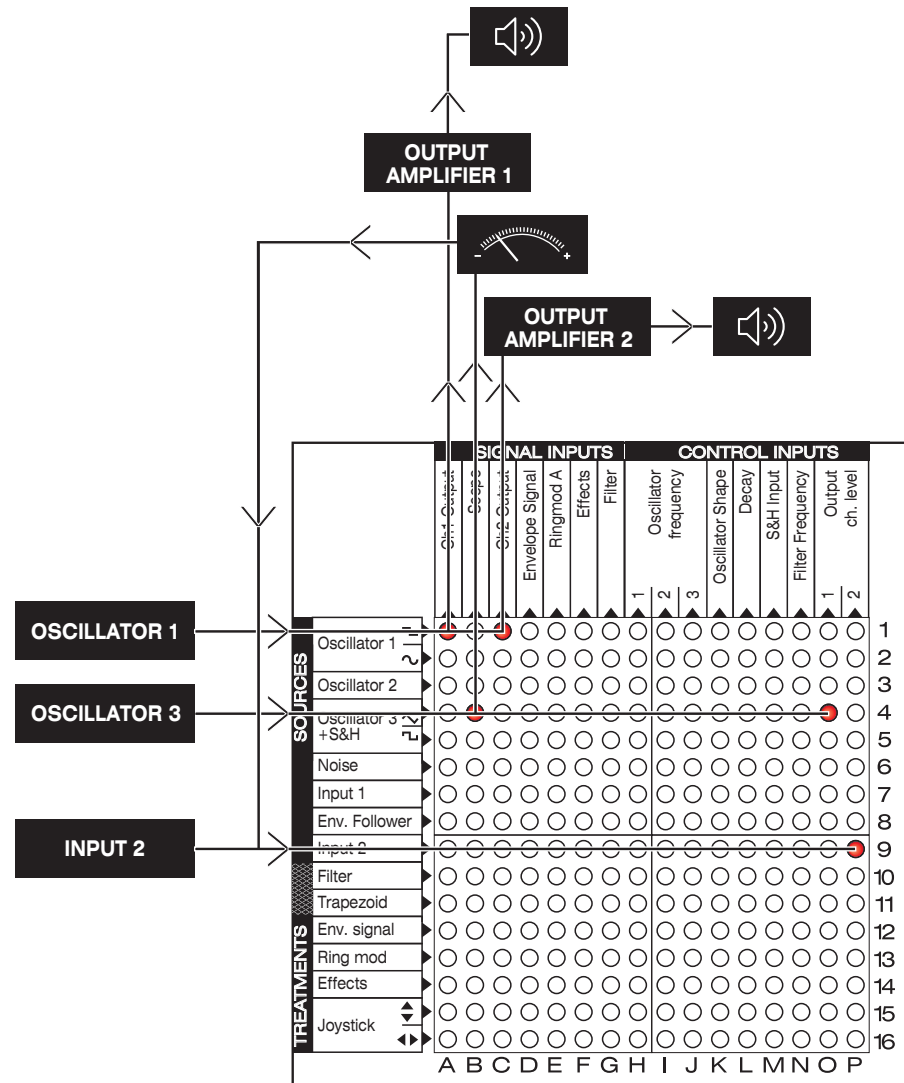 OUTPUT
AMPLIFIER 1
- +
OUTPUT
AMPLIFIER 2
SIGNAL INPUTS CONTROL INPUTS
Ch1 Output
Scope
Ch2 Output
Envelope Signal
Ringmod A
Effects
Filter
Oscillator
frequency
1
2
3
Oscillator Shape
Decay
S&H Input
Filter Frequency
Output
ch. level
1
2
OSCILLATOR 1
OSCILLATOR 3
INPUT 2
SOURCES
TREATMENTS
Oscillator 1
Oscillator 2
Oscillator 3
+S&H
Noise
Input 1
Env. Follower
Input 2
Filter
Trapezoid
Env. signal
Ring mod
Effects
Joystick
1
2
3
4
5
6
7
8
9
10
11
12
13
14
15
16
A B C D E F G H I J K L M N O P